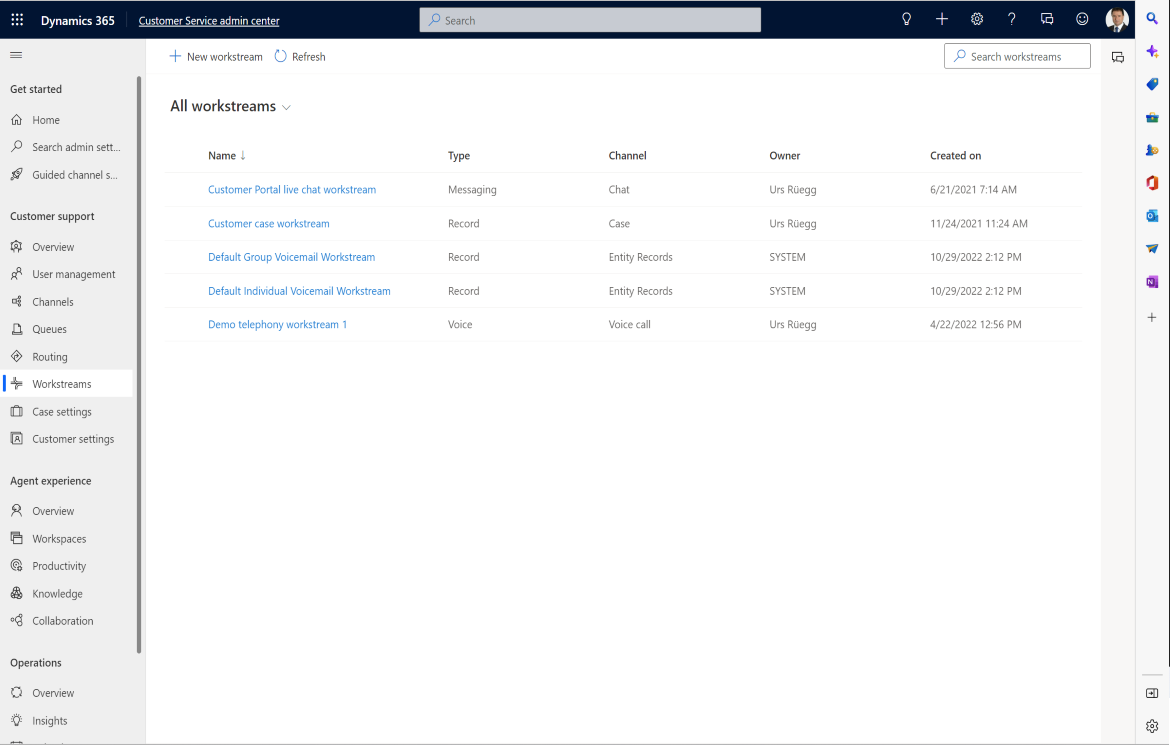 Dynamics 365
Customer Service admin center
Search
New workstream
Refresh
Search workstreams
Get started
Home
Search admin sett...
Guided channel s...
Customer support
Overview
User management
Channels
Queues
Routing
Workstreams
Case settings
Customer settings
Agent experience
Overview
Workspaces
Productivity
Knowledge
Collaboration
Operations
Overview
Insights
All workstreams
Name ↓ Type Channel Owner Created on
Customer Portal live chat workstream Messaging Chat Urs Rüegg 6/21/2021 7:14 AM
Customer case workstream Record Case Urs Rüegg 11/24/2021 11:24 AM
Default Group Voicemail Workstream Record Entity Records SYSTEM 10/29/2022 2:12 PM
Default Individual Voicemail Workstream Record Entity Records SYSTEM 10/29/2022 2:12 PM
Demo telephony workstream 1 Voice Voice call Urs Rüegg 4/22/2022 12:56 PM